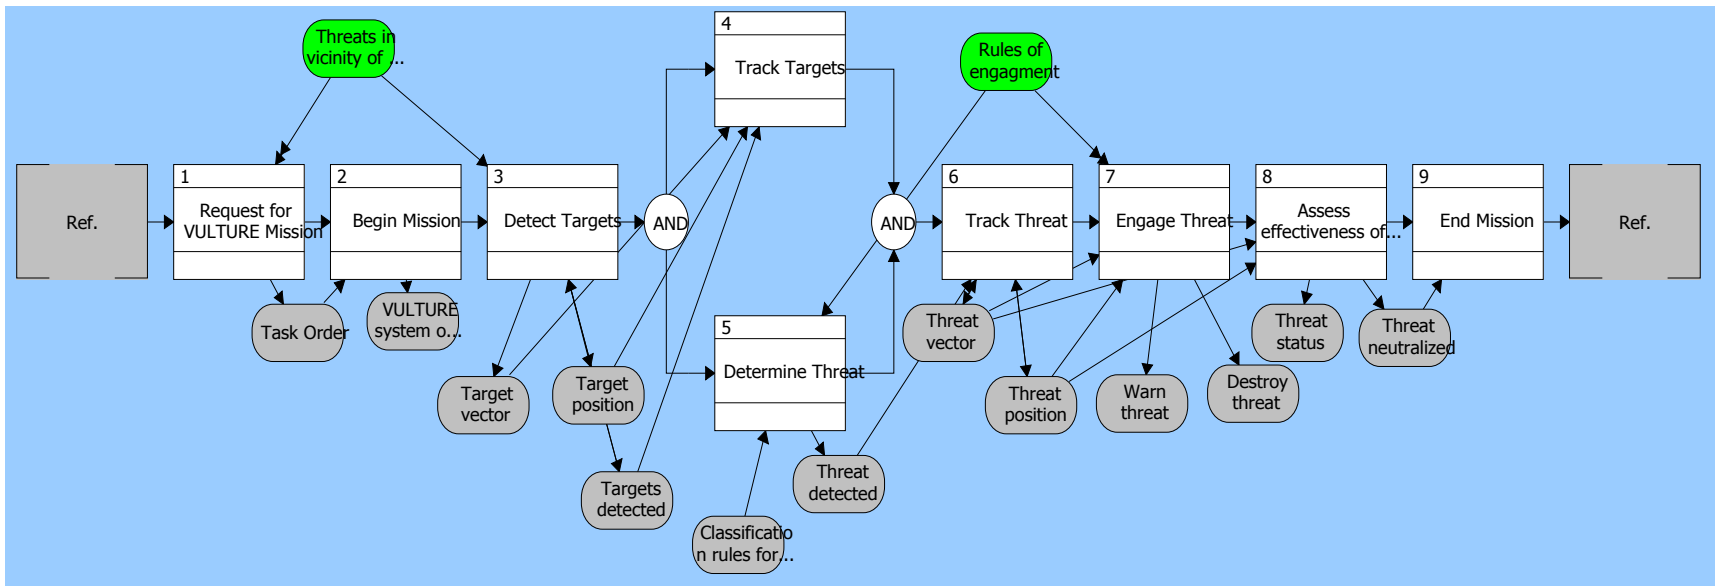 Threats in
vicinity of ...
4
Track Targets
Rules of
engagment
Ref.
1
Request for
VULTURE Mission
2
Begin Mission
3
Detect Targets
AND
AND
6
Track Threat
7
Engage Threat
8
Assess
effectiveness of...
9
End Mission
Ref.
Task Order
VULTURE
system o...
5
Determine Threat
Threat
vector
Threat
status
Threat
neutralized
Target
vector
Target
position
Threat
position
Warn
threat
Destroy
threat
Targets
detected
Threat
detected
Classificatio
n rules for...